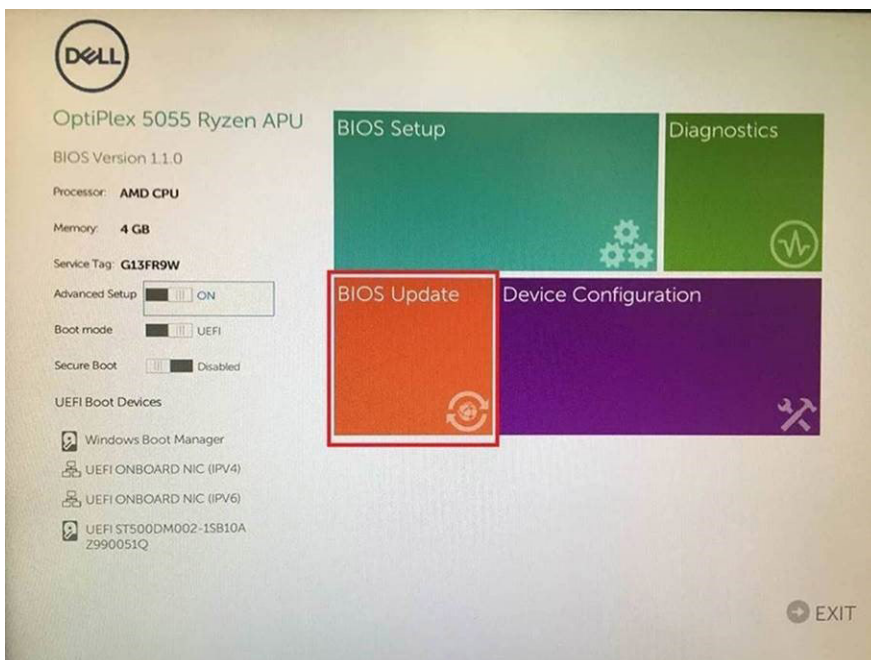 DELL
OptiPlex 5055 Ryzen APU
BIOS Version 1.1.0
Processor: AMD CPU
Memory: 4 GB
Service Tag: G13FR9W
Advanced Setup ON
Boot mode UEFI
Secure Boot Disabled
UEFI Boot Devices
Windows Boot Manager
UEFI ONBOARD NIC (IPV4)
UEFI ONBOARD NIC (IPV6)
UEFI ST500DM002-1SB10A
Z990051Q
BIOS Setup
Diagnostics
BIOS Update
Device Configuration
EXIT